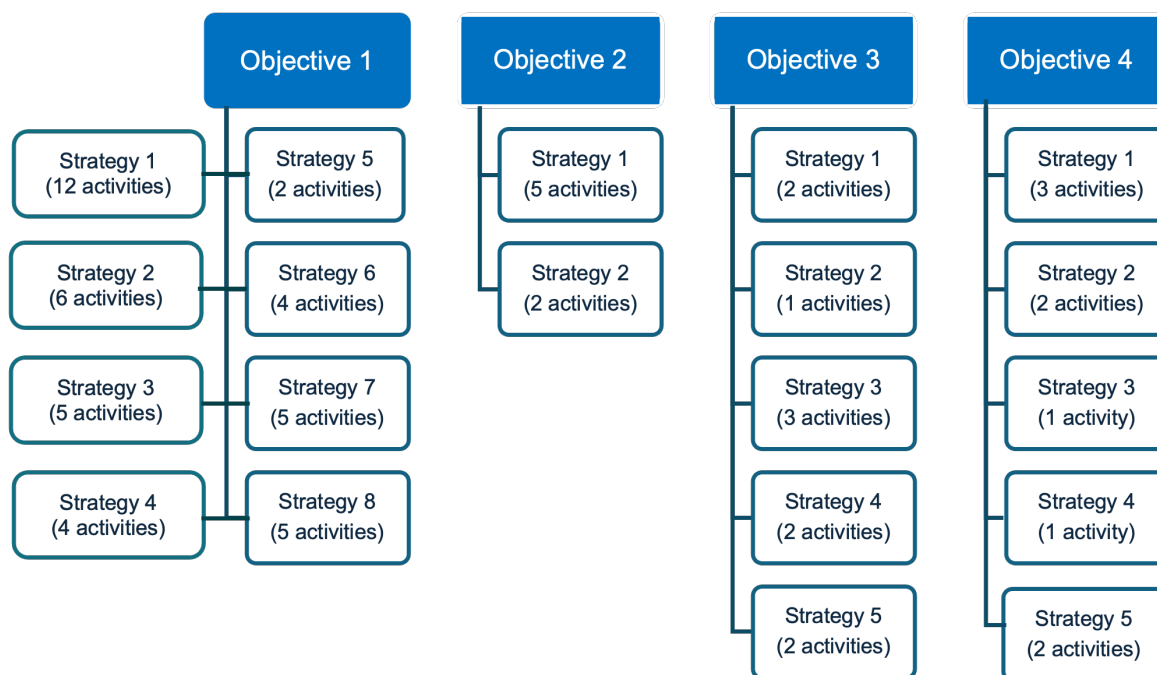 Objective 1
Strategy 1
(12 activities)
Strategy 2
(6 activities)
Strategy 3
(5 activities)
Strategy 4
(4 activities)
Strategy 5
(2 activities)
Strategy 6
(4 activities)
Strategy 7
(5 activities)
Strategy 8
(5 activities)
Objective 2
Strategy 1
(5 activities)
Strategy 2
(2 activities)
Objective 3
Strategy 1
(2 activities)
Strategy 2
(1 activities)
Strategy 3
(3 activities)
Strategy 4
(2 activities)
Strategy 5
(2 activities)
Objective 4
Strategy 1
(3 activities)
Strategy 2
(2 activities)
Strategy 3
(1 activity)
Strategy 4
(1 activity)
Strategy 5
(2 activities)